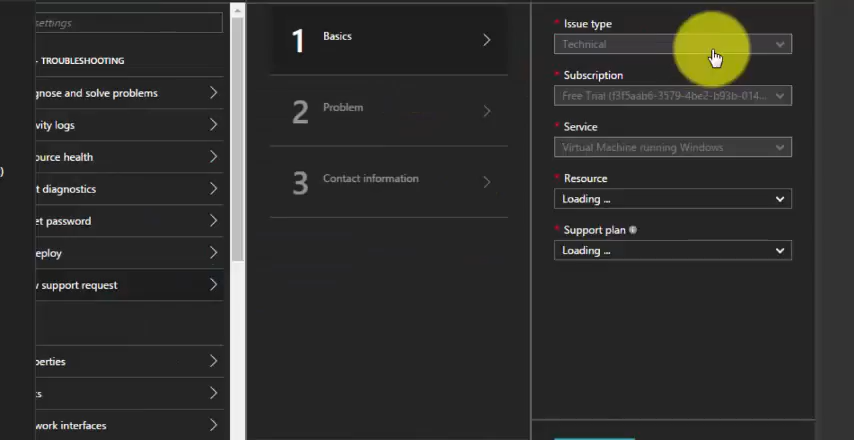 )
settings
- TROUBLESHOOTING
gnose and solve problems
vity logs
ource health
t diagnostics
et password
eploy
v support request
perties
ks
work interfaces
1 Basics
2 Problem
3 Contact information
* Issue type
Technical
* Subscription
Free Trial (f3f5aab6-3579-4be2-b93b-014...
* Service
Virtual Machine running Windows
* Resource
Loading ...
* Support plan
Loading ...